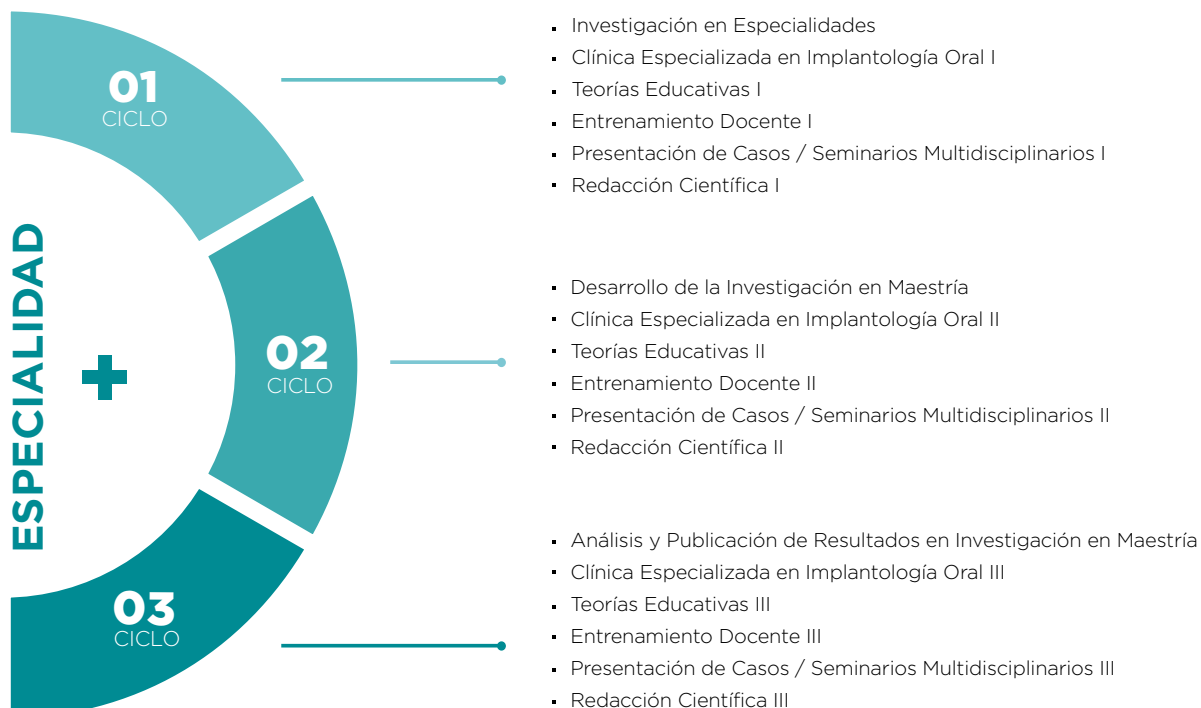 ESPECIALIDAD
+
01
CICLO
Investigación en Especialidades
Clínica Especializada en Implantología Oral I
Teorías Educativas I
Entrenamiento Docente I
Presentación de Casos / Seminarios Multidisciplinarios I
Redacción Científica I
02
CICLO
Desarrollo de la Investigación en Maestría
Clínica Especializada en Implantología Oral II
Teorías Educativas II
Entrenamiento Docente II
Presentación de Casos / Seminarios Multidisciplinarios II
Redacción Científica II
03
CICLO
Análisis y Publicación de Resultados en Investigación en Maestría
Clínica Especializada en Implantología Oral III
Teorías Educativas III
Entrenamiento Docente III
Presentación de Casos / Seminarios Multidisciplinarios III
Redacción Científica III